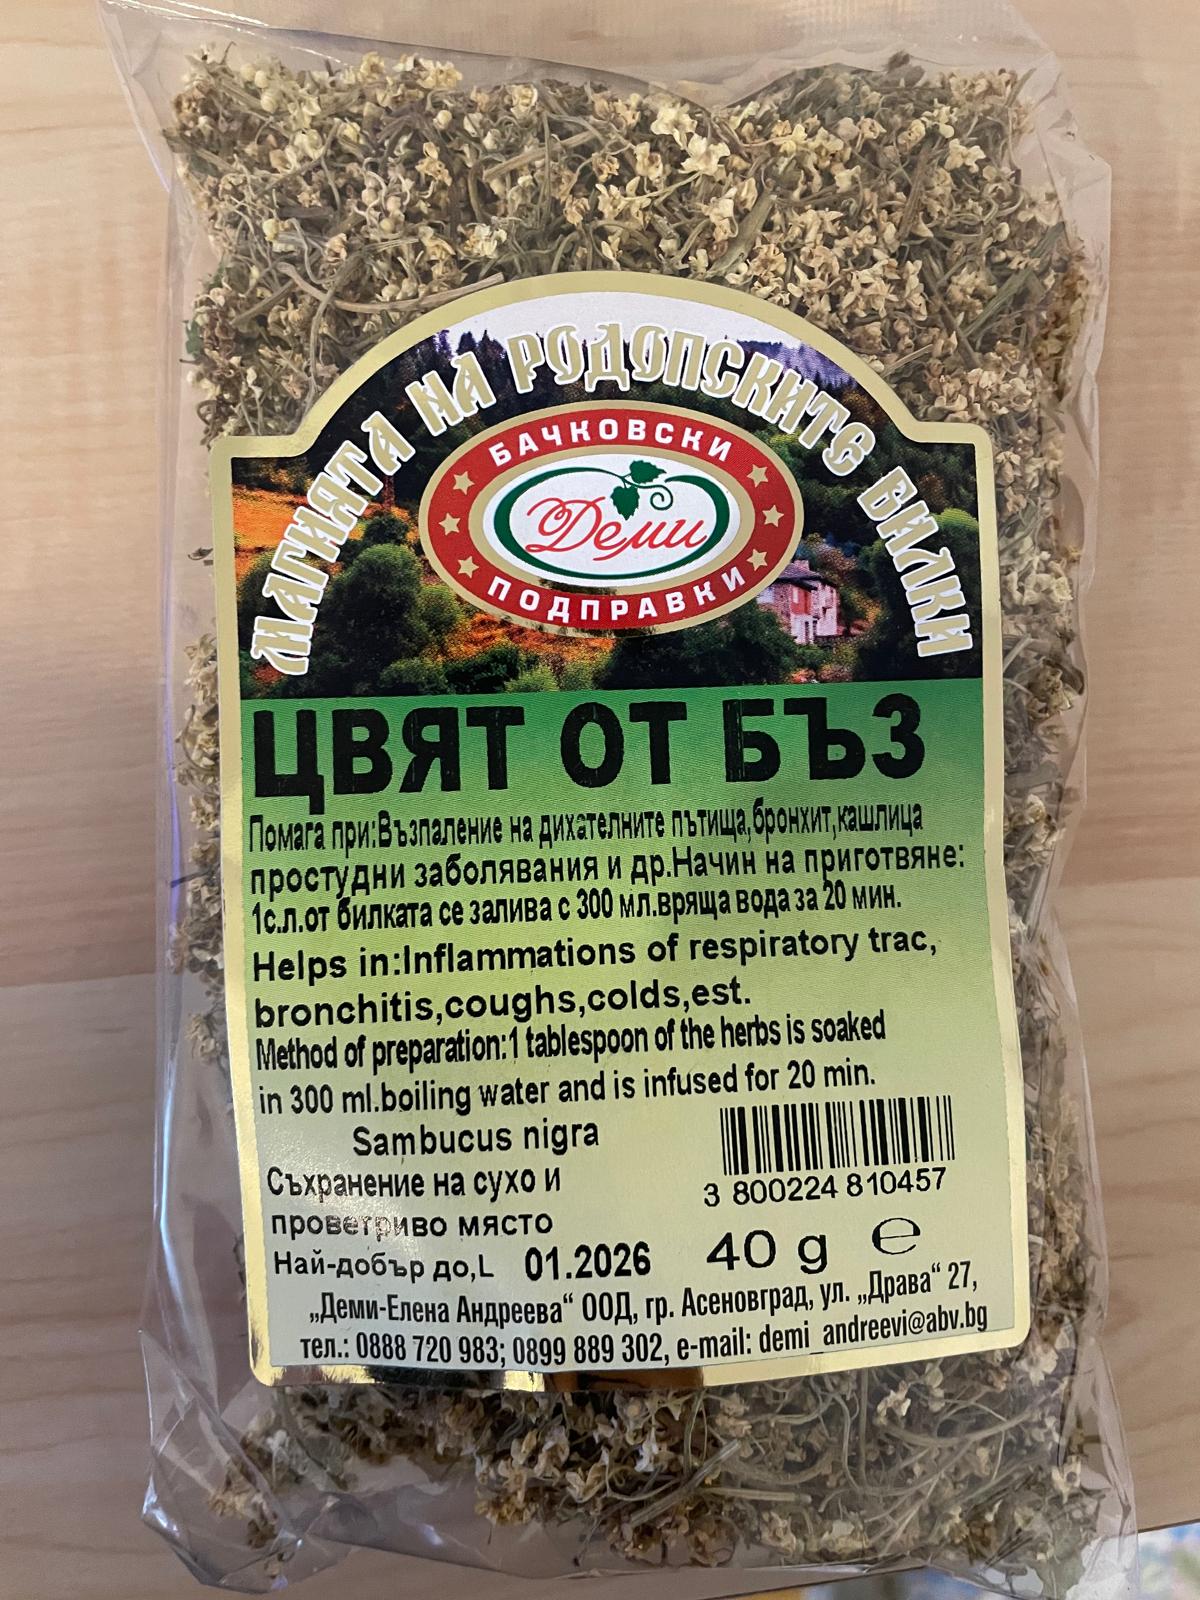 МАГИЯТА НА РОДОПСКИТЕ БИЛКИ
БАЧКОВСКИ
Деми
ПОДПРАВКИ
ЦВЯТ ОТ БЪЗ
Помага при:Възпаление на дихателните пътища,бронхит,кашлица
простудни заболявания и др.Начин на приготвяне:
1с.л.от билката се залива с 300 мл.вряща вода за 20 мин.
Helps in:Inflammations of respiratory trac,
bronchitis,coughs,colds,est.
Method of preparation:1 tablespoon of the herbs is soaked
in 300 ml.boiling water and is infused for 20 min.
Sambucus nigra
Съхранение на сухо и
проветриво място
3 800224 810457
Най-добър до,L 01.2026 40 g ℮
„Деми-Елена Андреева“ ООД, гр. Асеновград, ул. „Драва“ 27,
тел.: 0888 720 983; 0899 889 302, e-mail: demi_andreevi@abv.bg